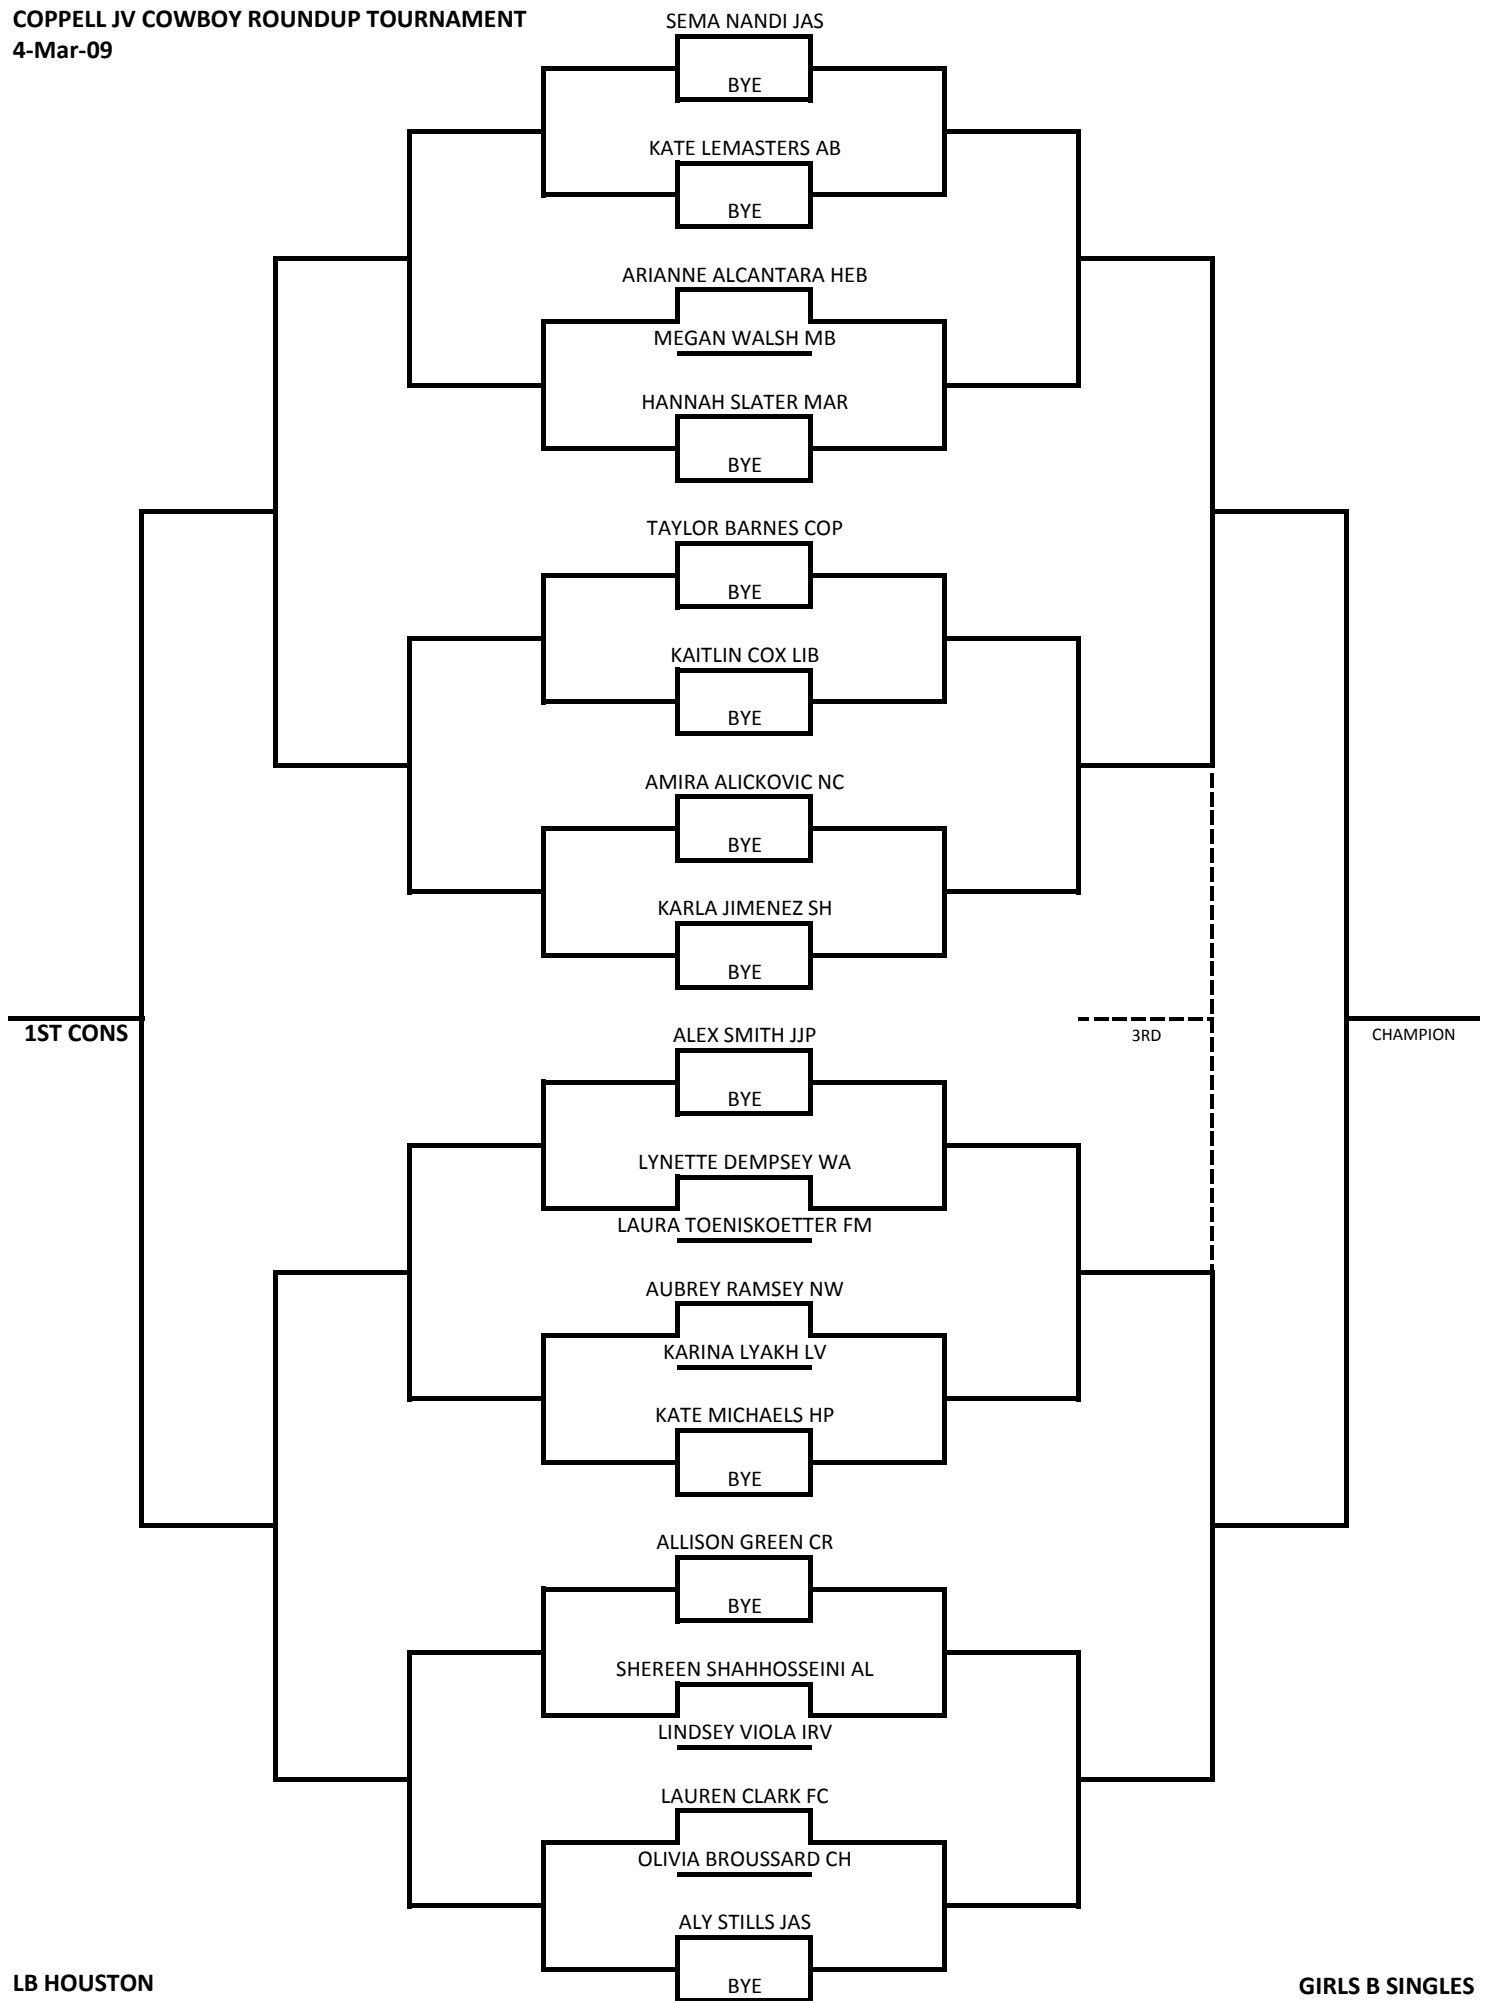 COPPELL JV COWBOY ROUNDUP TOURNAMENT
4-Mar-09
SEMA NANDI JAS
BYE
KATE LEMASTERS AB
BYE
ARIANNE ALCANTARA HEB
MEGAN WALSH MB
HANNAH SLATER MAR
BYE
TAYLOR BARNES COP
BYE
KAITLIN COX LIB
BYE
AMIRA ALICKOVIC NC
BYE
KARLA JIMENEZ SH
BYE
1ST CONS
3RD
CHAMPION
ALEX SMITH JJP
BYE
LYNETTE DEMPSEY WA
LAURA TOENISKOETTER FM
AUBREY RAMSEY NW
KARINA LYAKH LV
KATE MICHAELS HP
BYE
ALLISON GREEN CR
BYE
SHEREEN SHAHHOSSEINI AL
LINDSEY VIOLA IRV
LAUREN CLARK FC
OLIVIA BROUSSARD CH
ALY STILLS JAS
BYE
LB HOUSTON
GIRLS B SINGLES